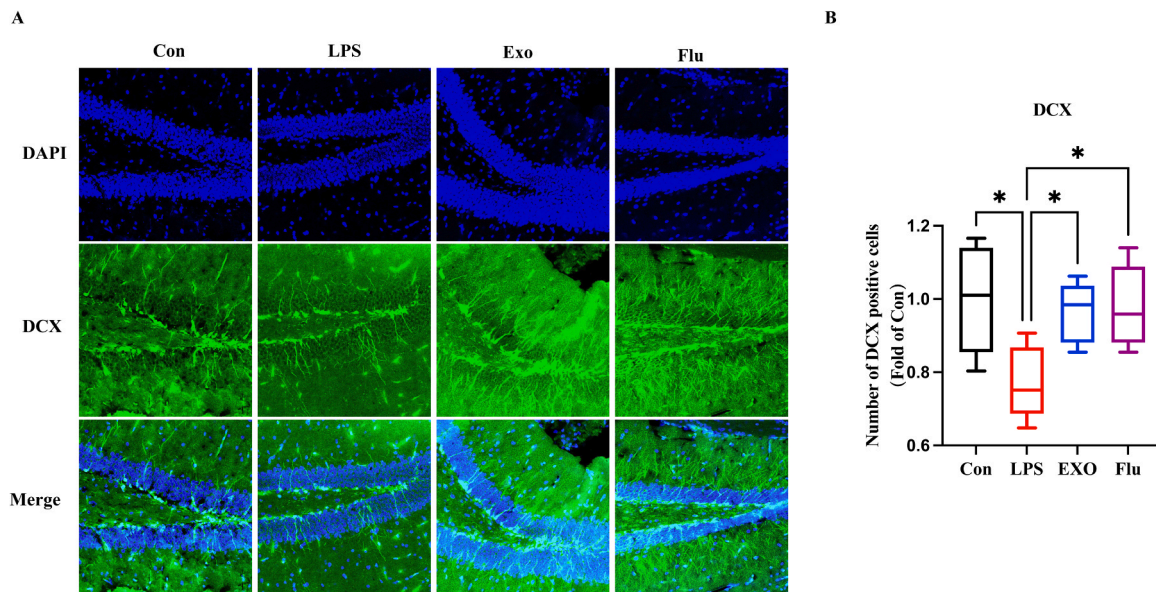 A
B
Con LPS Exo Flu
DAPI
DCX
Merge
DCX
* * *
Number of DCX positive cells
(Fold of Con)
1.2
1.0
0.8
0.6
Con LPS EXO Flu